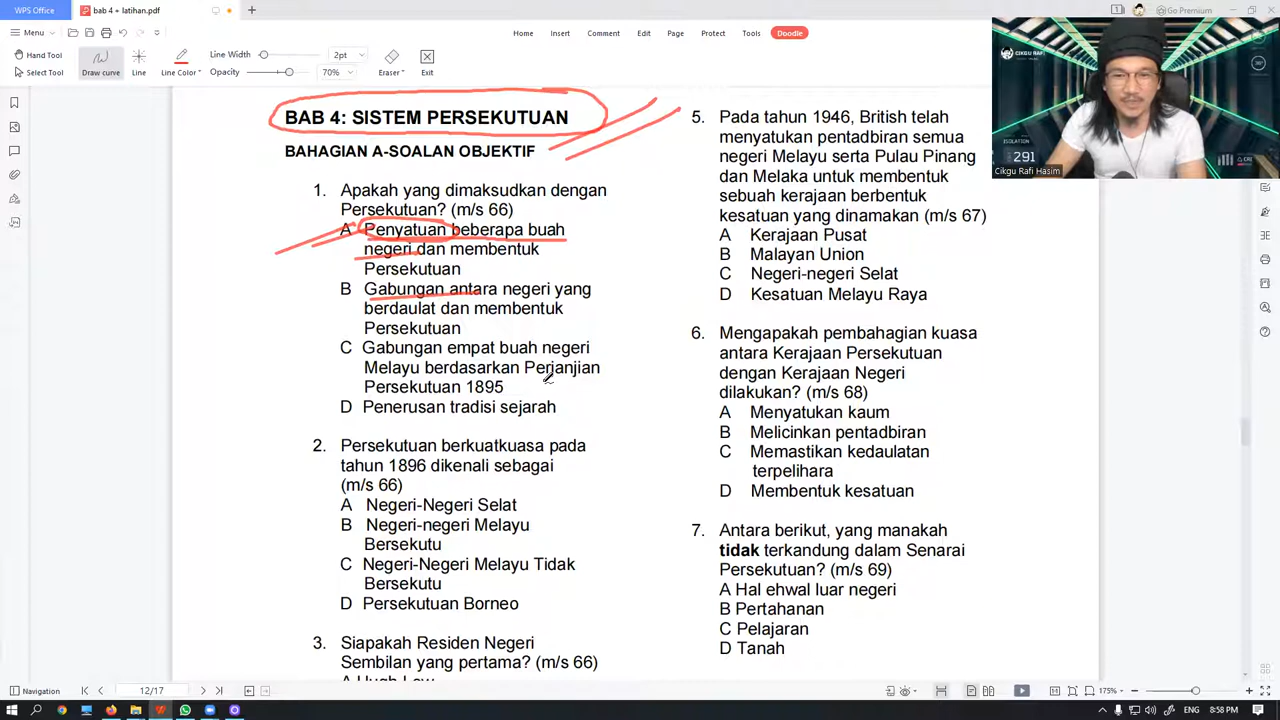 WPS Office
bab 4 + latihan.pdf
1
Go Premium
Menu
Home
Insert
Comment
Edit
Page
Protect
Tools
Doodle
Hand Tool
Select Tool
Draw curve
Line
Line Color
Line Width
2pt
Opacity
70%
Eraser
Exit
CIKGU RAFI
HASIM
ISOLATION
291
Cikgu Rafi Hasim
BAB 4: SISTEM PERSEKUTUAN
BAHAGIAN A-SOALAN OBJEKTIF
1. Apakah yang dimaksudkan dengan
Persekutuan? (m/s 66)
A Penyatuan beberapa buah
negeri dan membentuk
Persekutuan
B Gabungan antara negeri yang
berdaulat dan membentuk
Persekutuan
C Gabungan empat buah negeri
Melayu berdasarkan Perjanjian
Persekutuan 1895
D Penerusan tradisi sejarah
2. Persekutuan berkuatkuasa pada
tahun 1896 dikenali sebagai
(m/s 66)
A Negeri-Negeri Selat
B Negeri-negeri Melayu
Bersekutu
C Negeri-Negeri Melayu Tidak
Bersekutu
D Persekutuan Borneo
3. Siapakah Residen Negeri
Sembilan yang pertama? (m/s 66)
A Hugh Low
5. Pada tahun 1946, British telah
menyatukan pentadbiran semua
negeri Melayu serta Pulau Pinang
dan Melaka untuk membentuk
sebuah kerajaan berbentuk
kesatuan yang dinamakan (m/s 67)
A Kerajaan Pusat
B Malayan Union
C Negeri-negeri Selat
D Kesatuan Melayu Raya
6. Mengapakah pembahagian kuasa
antara Kerajaan Persekutuan
dengan Kerajaan Negeri
dilakukan? (m/s 68)
A Menyatukan kaum
B Melicinkan pentadbiran
C Memastikan kedaulatan
terpelihara
D Membentuk kesatuan
7. Antara berikut, yang manakah
tidak terkandung dalam Senarai
Persekutuan? (m/s 69)
A Hal ehwal luar negeri
B Pertahanan
C Pelajaran
D Tanah
Navigation
12/17
175%
8:58 PM